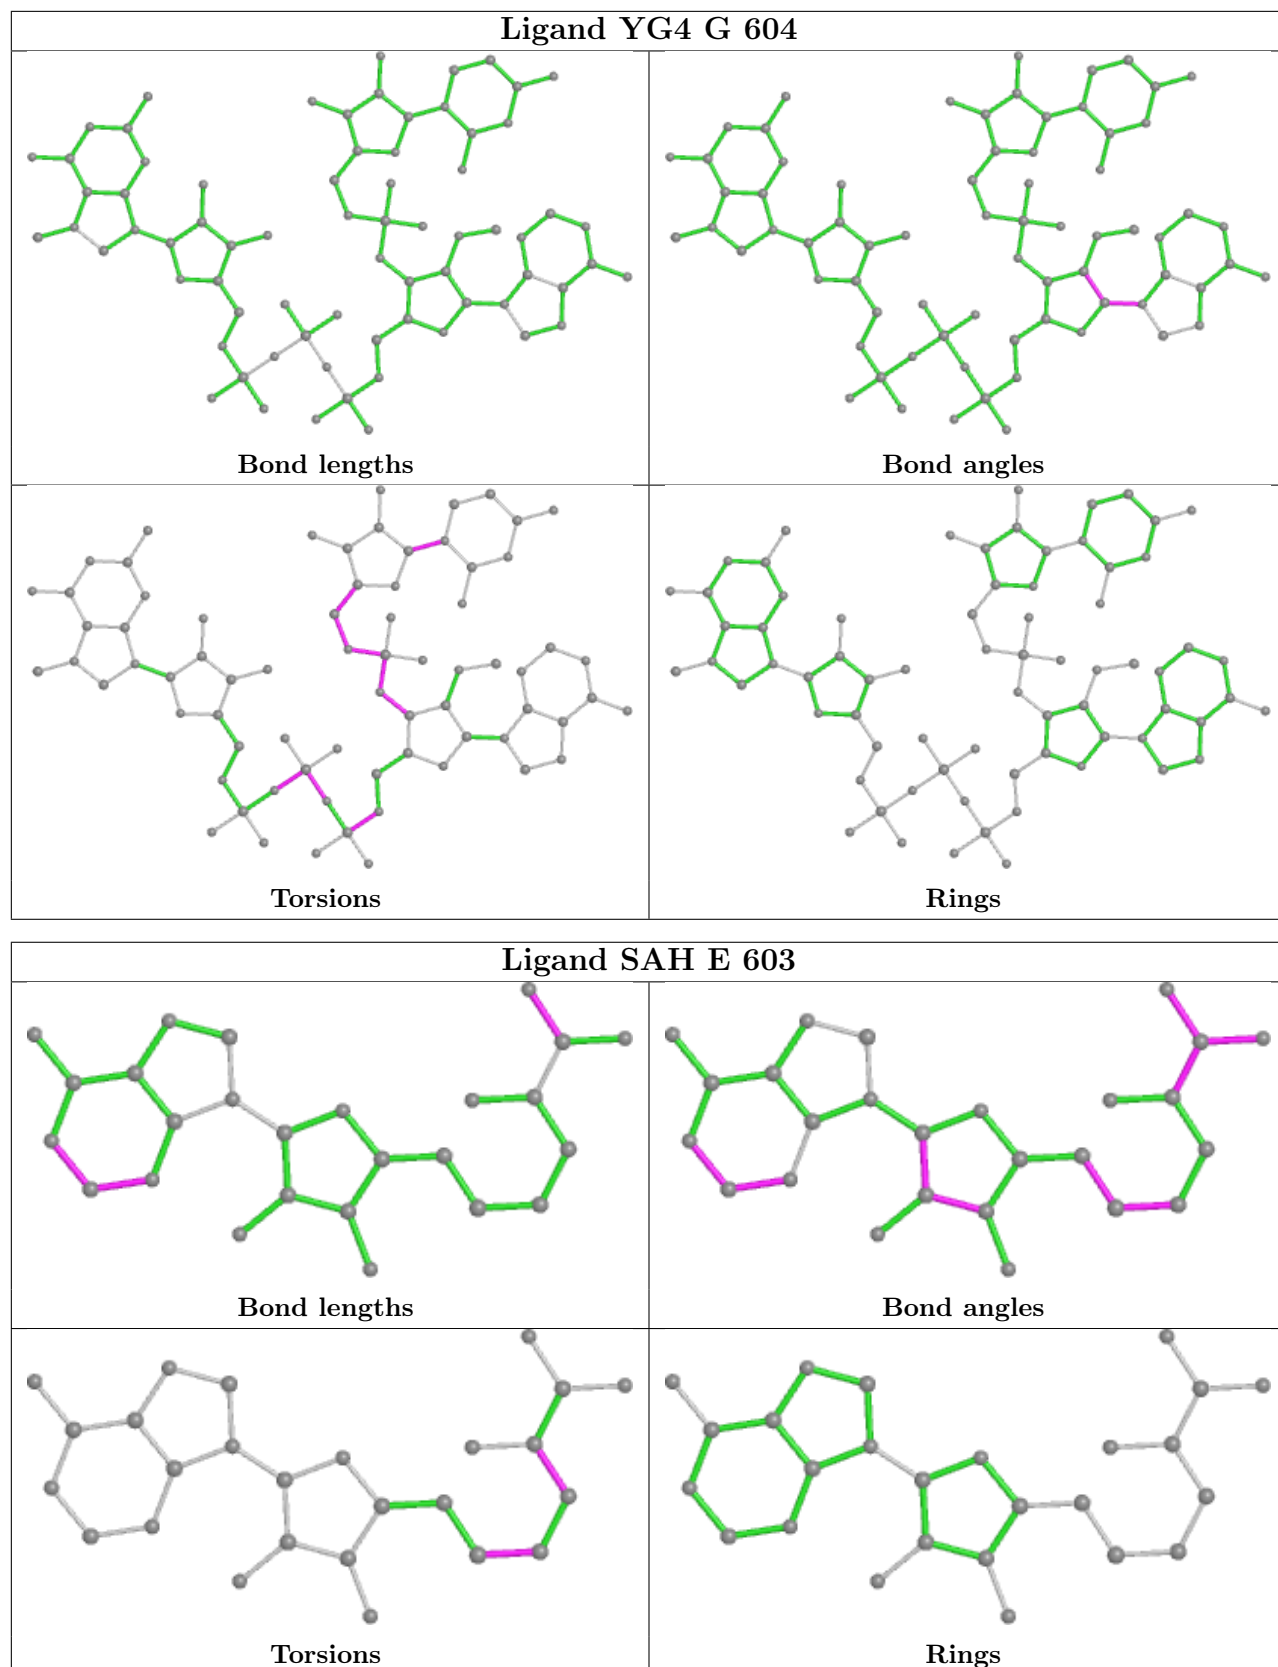 Ligand YG4 G 604
Bond lengths
Bond angles
Torsions
Rings
Ligand SAH E 603
Bond lengths
Bond angles
Torsions
Rings